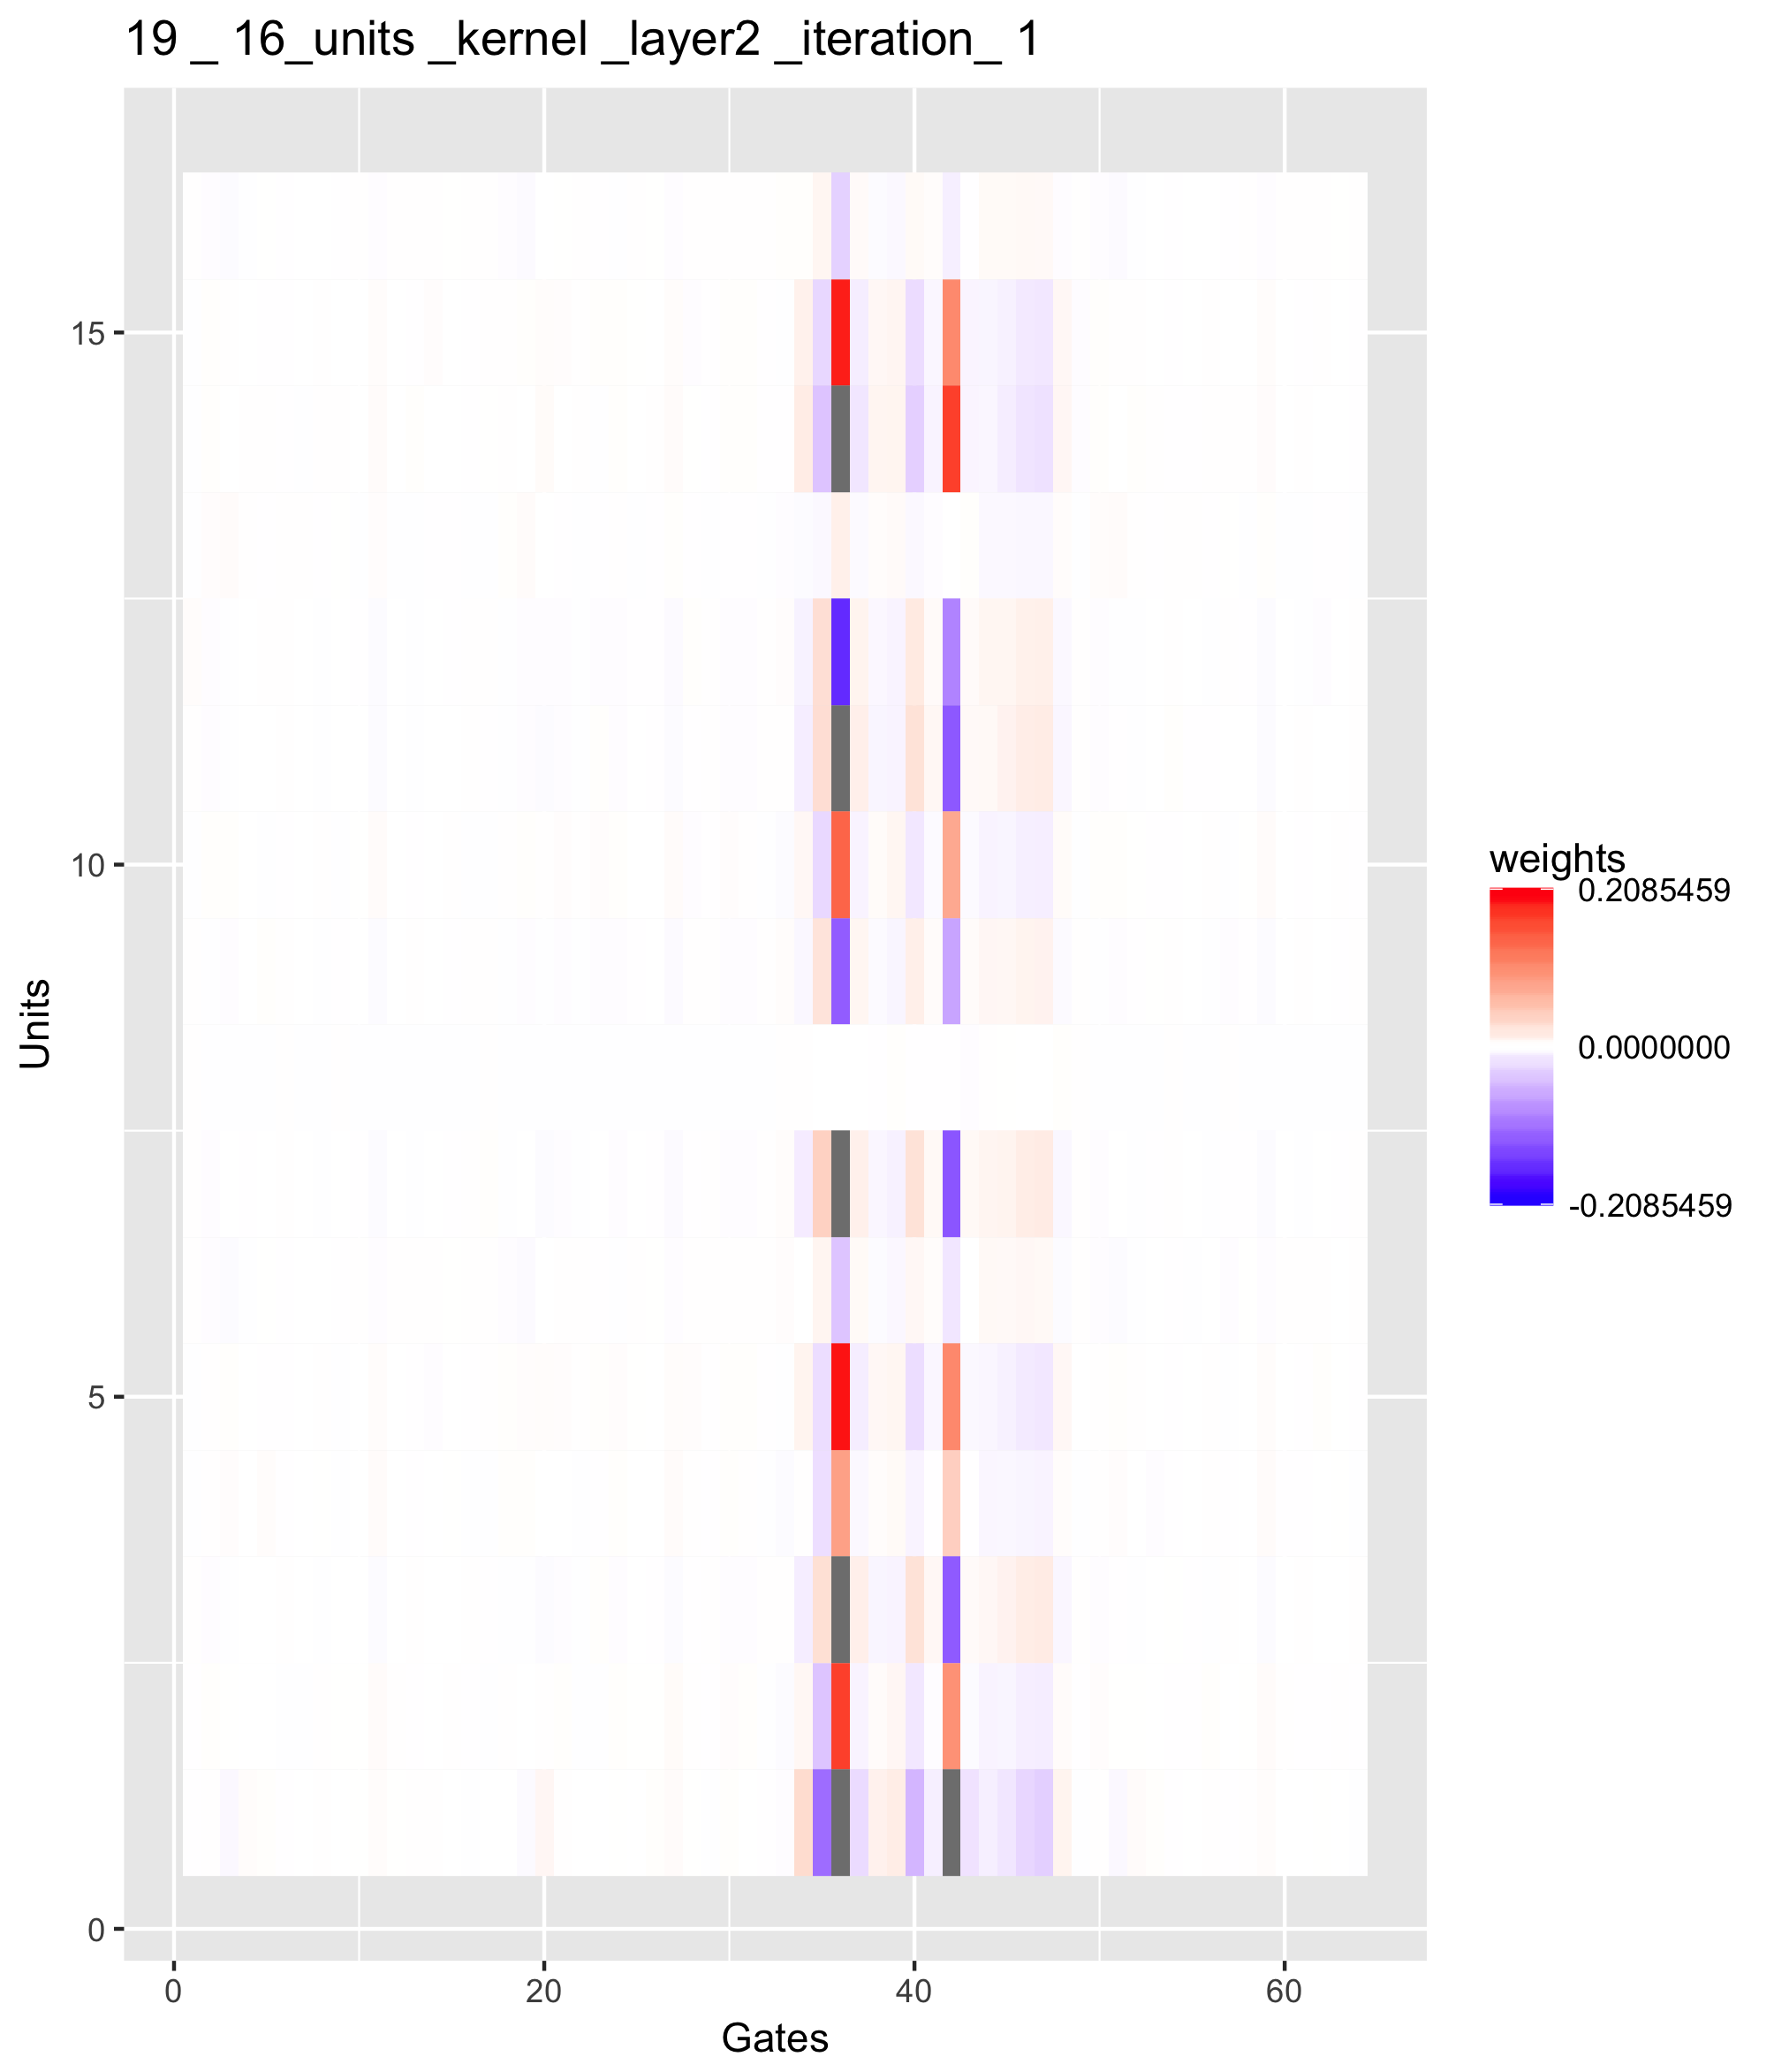 19 _ 16_units _kernel _layer2 _iteration_ 1
15
10
5
0
Units
0 20 40 60
Gates
weights
0.2085459
0.0000000
-0.2085459